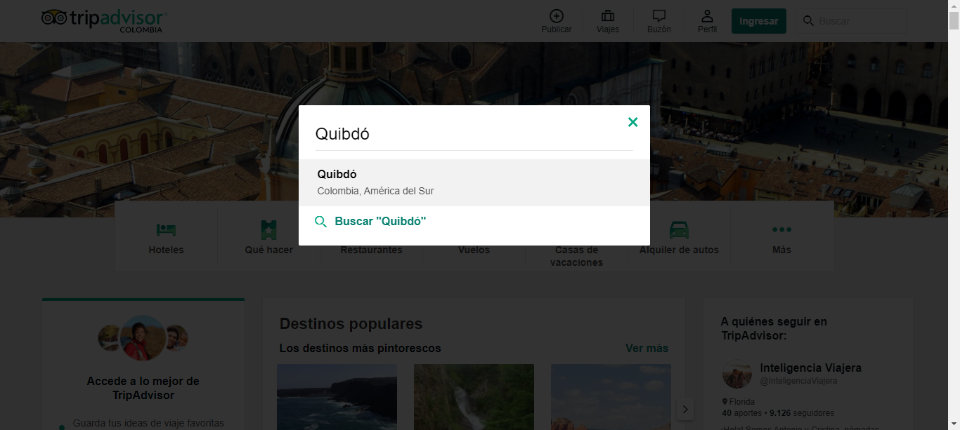 tripadvisor
COLOMBIA
Publicar
Viajes
Buzón
Perfil
Ingresar
Buscar
Quibdó
Quibdó
Colombia, América del Sur
Buscar "Quibdó"
Hoteles
Qué hacer
Restaurantes
Vuelos
Casas de
vacaciones
Alquiler de autos
Más
Accede a lo mejor de
TripAdvisor
Guarda tus ideas de viaje favoritas
Destinos populares
Los destinos más pintorescos
Ver más
A quiénes seguir en
TripAdvisor:
Inteligencia Viajera
@InteligenciaViajera
Florida
40 aportes • 9.126 seguidores